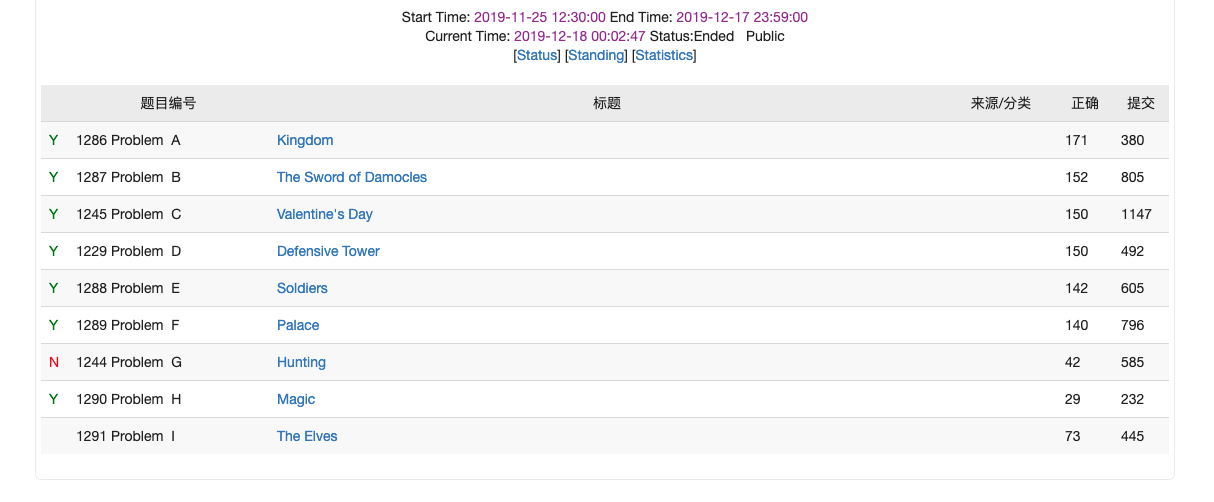 Start Time: 2019-11-25 12:30:00 End Time: 2019-12-17 23:59:00
Current Time: 2019-12-18 00:02:47 Status:Ended Public
[Status] [Standing] [Statistics]
题目编号 标题 来源/分类 正确 提交
Y 1286 Problem A Kingdom 171 380
Y 1287 Problem B The Sword of Damocles 152 805
Y 1245 Problem C Valentine's Day 150 1147
Y 1229 Problem D Defensive Tower 150 492
Y 1288 Problem E Soldiers 142 605
Y 1289 Problem F Palace 140 796
N 1244 Problem G Hunting 42 585
Y 1290 Problem H Magic 29 232
1291 Problem I The Elves 73 445